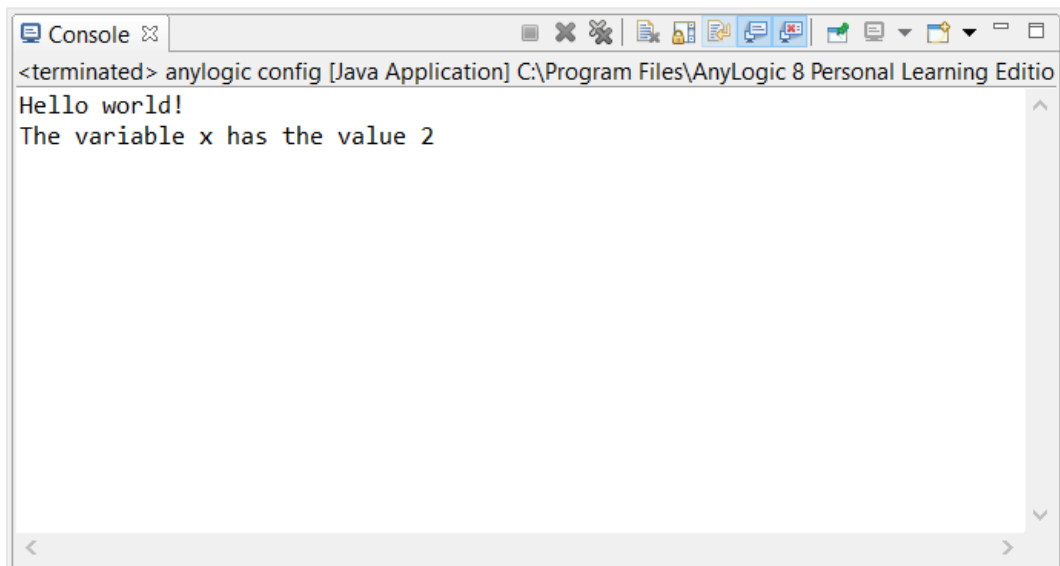 Console
<terminated> anylogic config [Java Application] C:\Program Files\AnyLogic 8 Personal Learning Editio
Hello world!
The variable x has the value 2